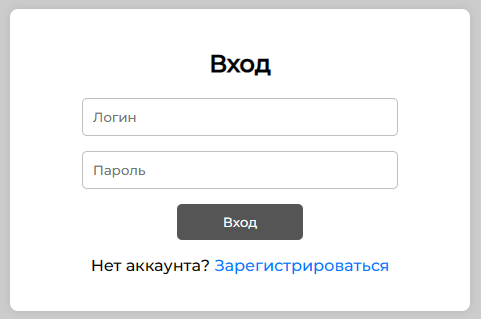 Вход
Логин
Пароль
Вход
Нет аккаунта? Зарегистрироваться